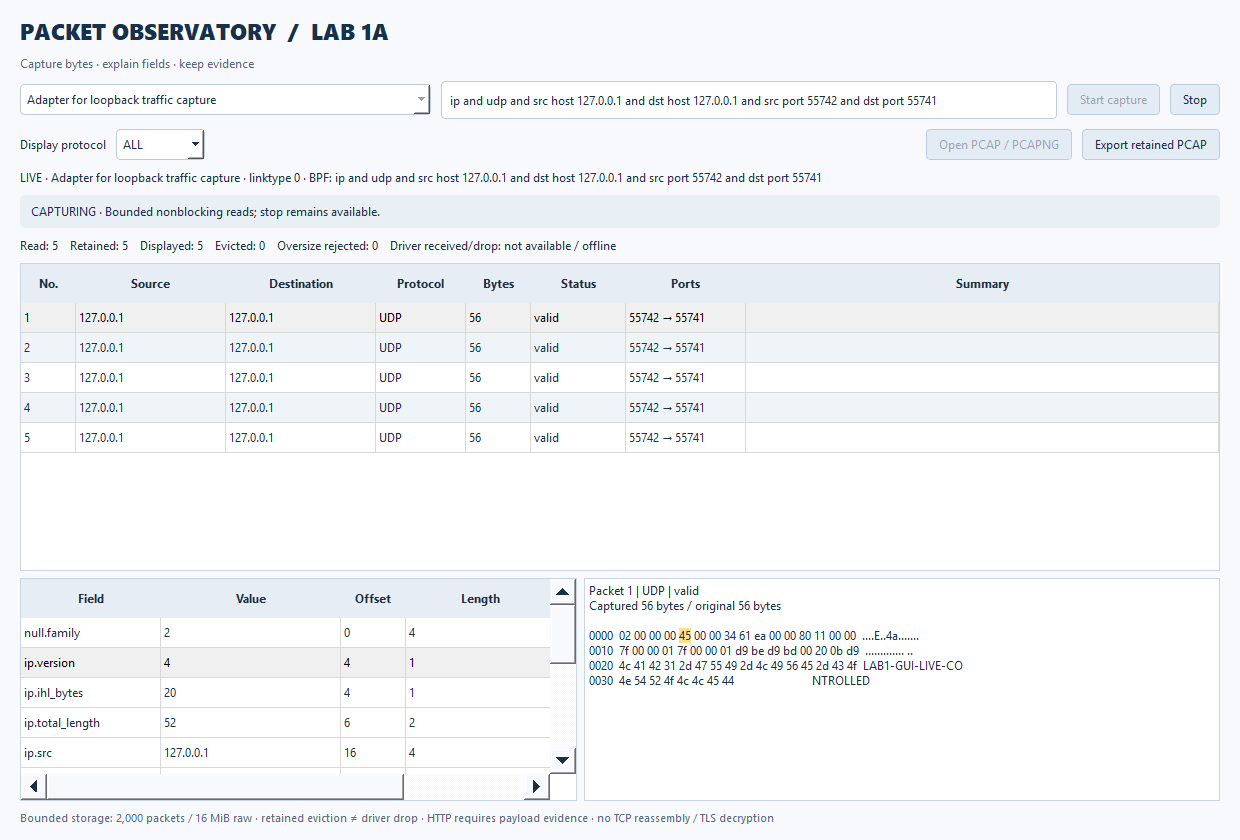 PACKET OBSERVATORY / LAB 1A
Capture bytes · explain fields · keep evidence
Adapter for loopback traffic capture
ip and udp and src host 127.0.0.1 and dst host 127.0.0.1 and src port 55742 and dst port 55741
Start capture
Stop
Display protocol
ALL
Open PCAP / PCAPNG
Export retained PCAP
LIVE · Adapter for loopback traffic capture · linktype 0 · BPF: ip and udp and src host 127.0.0.1 and dst host 127.0.0.1 and src port 55742 and dst port 55741
CAPTURING · Bounded nonblocking reads; stop remains available.
Read: 5 Retained: 5 Displayed: 5 Evicted: 0 Oversize rejected: 0 Driver received/drop: not available / offline
No. Source Destination Protocol Bytes Status Ports Summary
1 127.0.0.1 127.0.0.1 UDP 56 valid 55742 → 55741
2 127.0.0.1 127.0.0.1 UDP 56 valid 55742 → 55741
3 127.0.0.1 127.0.0.1 UDP 56 valid 55742 → 55741
4 127.0.0.1 127.0.0.1 UDP 56 valid 55742 → 55741
5 127.0.0.1 127.0.0.1 UDP 56 valid 55742 → 55741
Field Value Offset Length
null.family 2 0 4
ip.version 4 4 1
ip.ihl_bytes 20 4 1
ip.total_length 52 6 2
ip.src 127.0.0.1 16 4
Packet 1 | UDP | valid
Captured 56 bytes / original 56 bytes
0000 02 00 00 00 45 00 00 34 61 ea 00 00 80 11 00 00 ....E..4a.......
0010 7f 00 00 01 7f 00 00 01 d9 be d9 bd 00 20 0b d9 ............. ..
0020 4c 41 42 31 2d 47 55 49 2d 4c 49 56 45 2d 43 4f LAB1-GUI-LIVE-CO
0030 4e 54 52 4f 4c 4c 45 44 NTROLLED
Bounded storage: 2,000 packets / 16 MiB raw · retained eviction ≠ driver drop · HTTP requires payload evidence · no TCP reassembly / TLS decryption